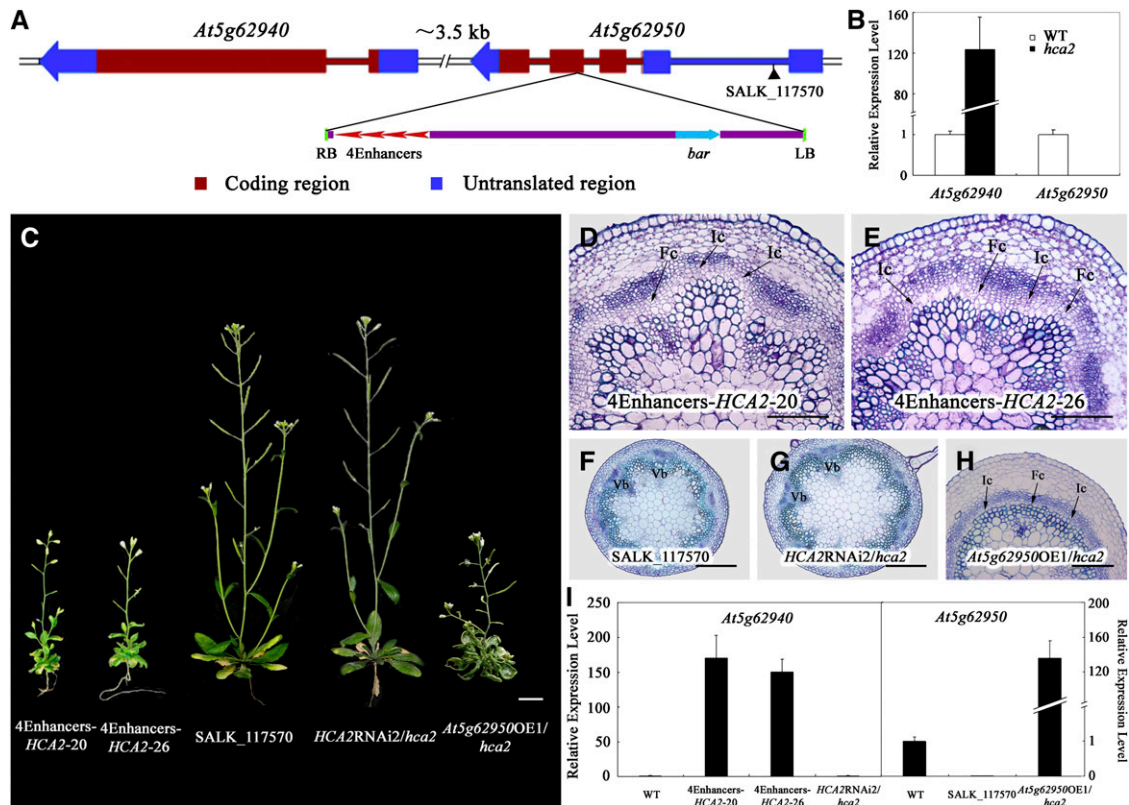 A
At5g62940
~3.5 kb
At5g62950
SALK_117570
RB
4Enhancers
bar
LB
Coding region
Untranslated region
B
Relative Expression Level
160
120
80
40
1
WT
hca2
At5g62940
At5g62950
C
4Enhancers-
HCA2-20
4Enhancers-
HCA2-26
SALK_117570
HCA2RNAi2/hca2
At5g62950OE1/
hca2
D
Ic
Fc
Ic
4Enhancers-HCA2-20
E
Ic
Fc
Ic
Fc
4Enhancers-HCA2-26
F
Vb
Vb
SALK_117570
G
Vb
Vb
HCA2RNAi2/hca2
H
Ic
Fc
Ic
At5g62950OE1/hca2
I
Relative Expression Level
250
200
150
100
50
0
At5g62940
At5g62950
200
160
120
1
0
Relative Expression Level
WT
4Enhancers-
HCA2-20
4Enhancers-
HCA2-26
HCA2RNAi2/
hca2
WT
SALK_117570
At5g62950OE1/
hca2